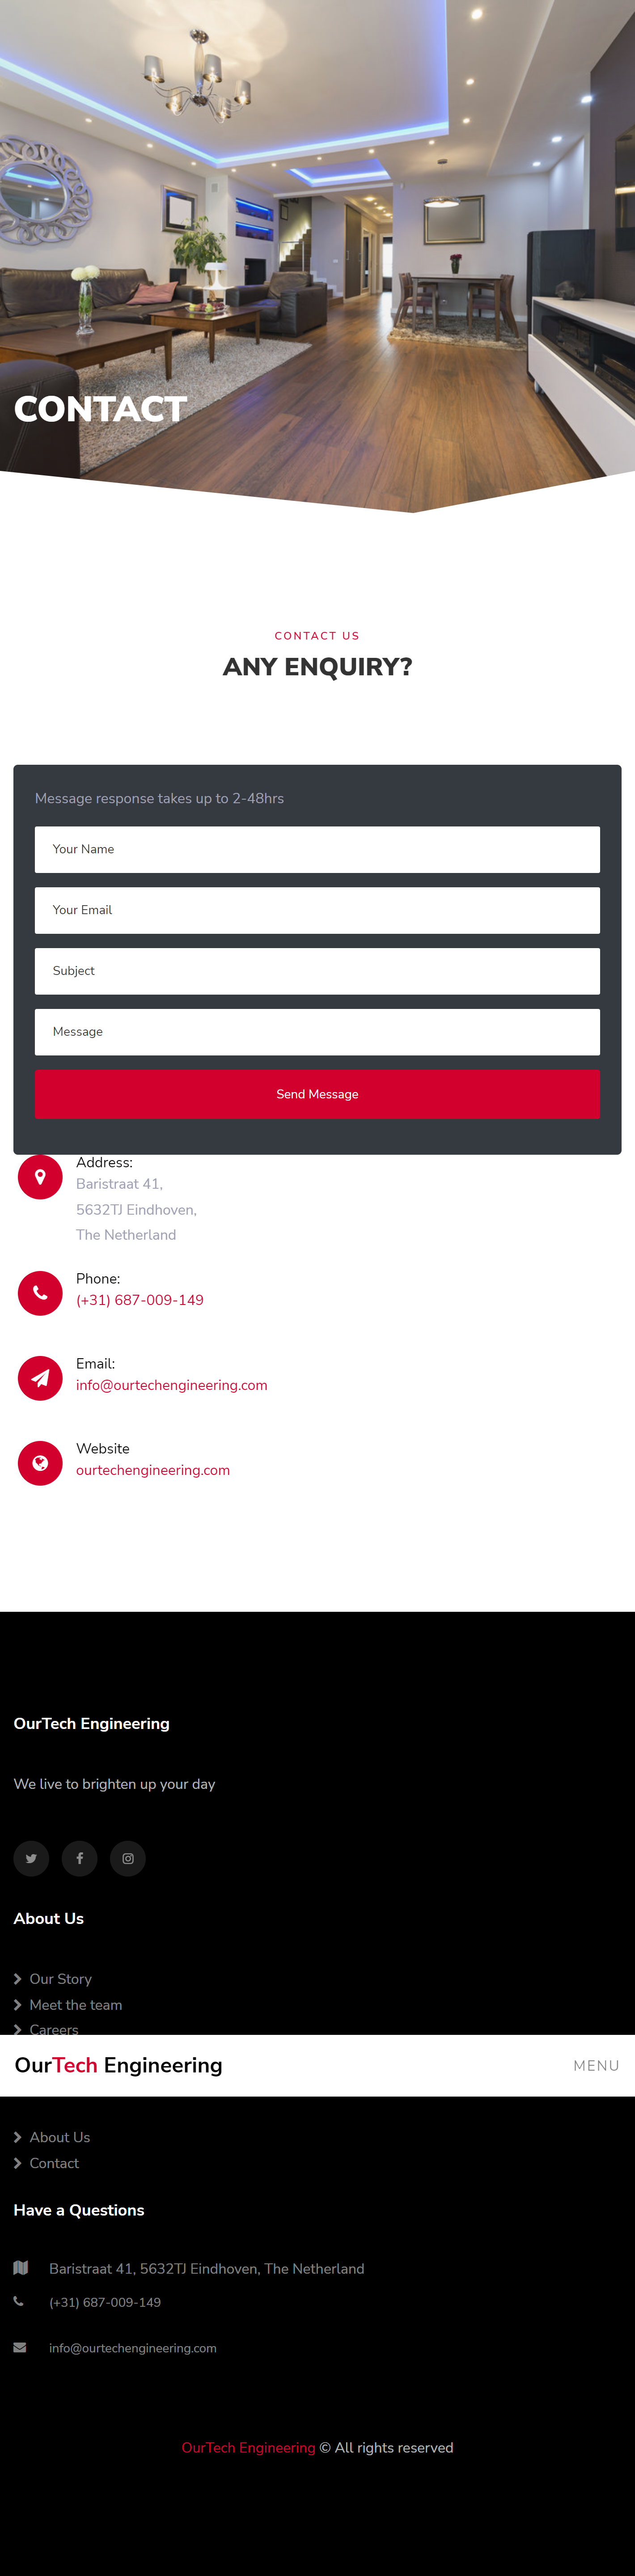 CONTACT
CONTACT US
ANY ENQUIRY?
Message response takes up to 2-48hrs
Your Name
Your Email
Subject
Message
Send Message
Address:
Baristraat 41,
5632TJ Eindhoven,
The Netherland
Phone:
(+31) 687-009-149
Email:
info@ourtechengineering.com
Website
ourtechengineering.com
OurTech Engineering
We live to brighten up your day
About Us
Our Story
Meet the team
Careers
OurTech Engineering
MENU
About Us
Contact
Have a Questions
Baristraat 41, 5632TJ Eindhoven, The Netherland
(+31) 687-009-149
info@ourtechengineering.com
OurTech Engineering © All rights reserved